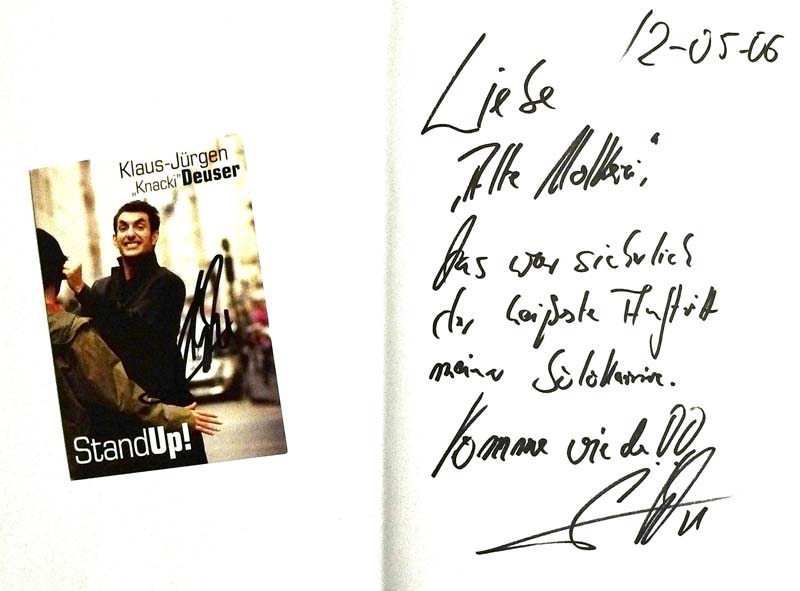 Klaus-Jürgen
„Knacki“ Deuser
StandUp!
12-05-06
Liebe
„Alte Molkerei“,
Das war sicherlich
der heißeste Auftritt
meiner Solokarriere.
Komme wieder!!